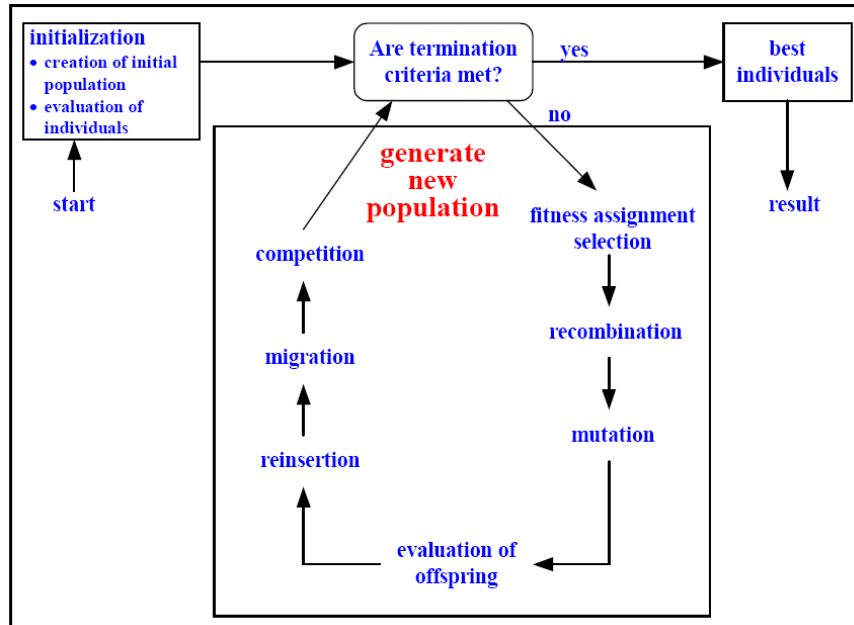 initialization
• creation of initial
population
• evaluation of
individuals
start
Are termination
criteria met?
yes
best
individuals
result
no
generate
new
population
fitness assignment
selection
recombination
mutation
evaluation of
offspring
reinsertion
migration
competition